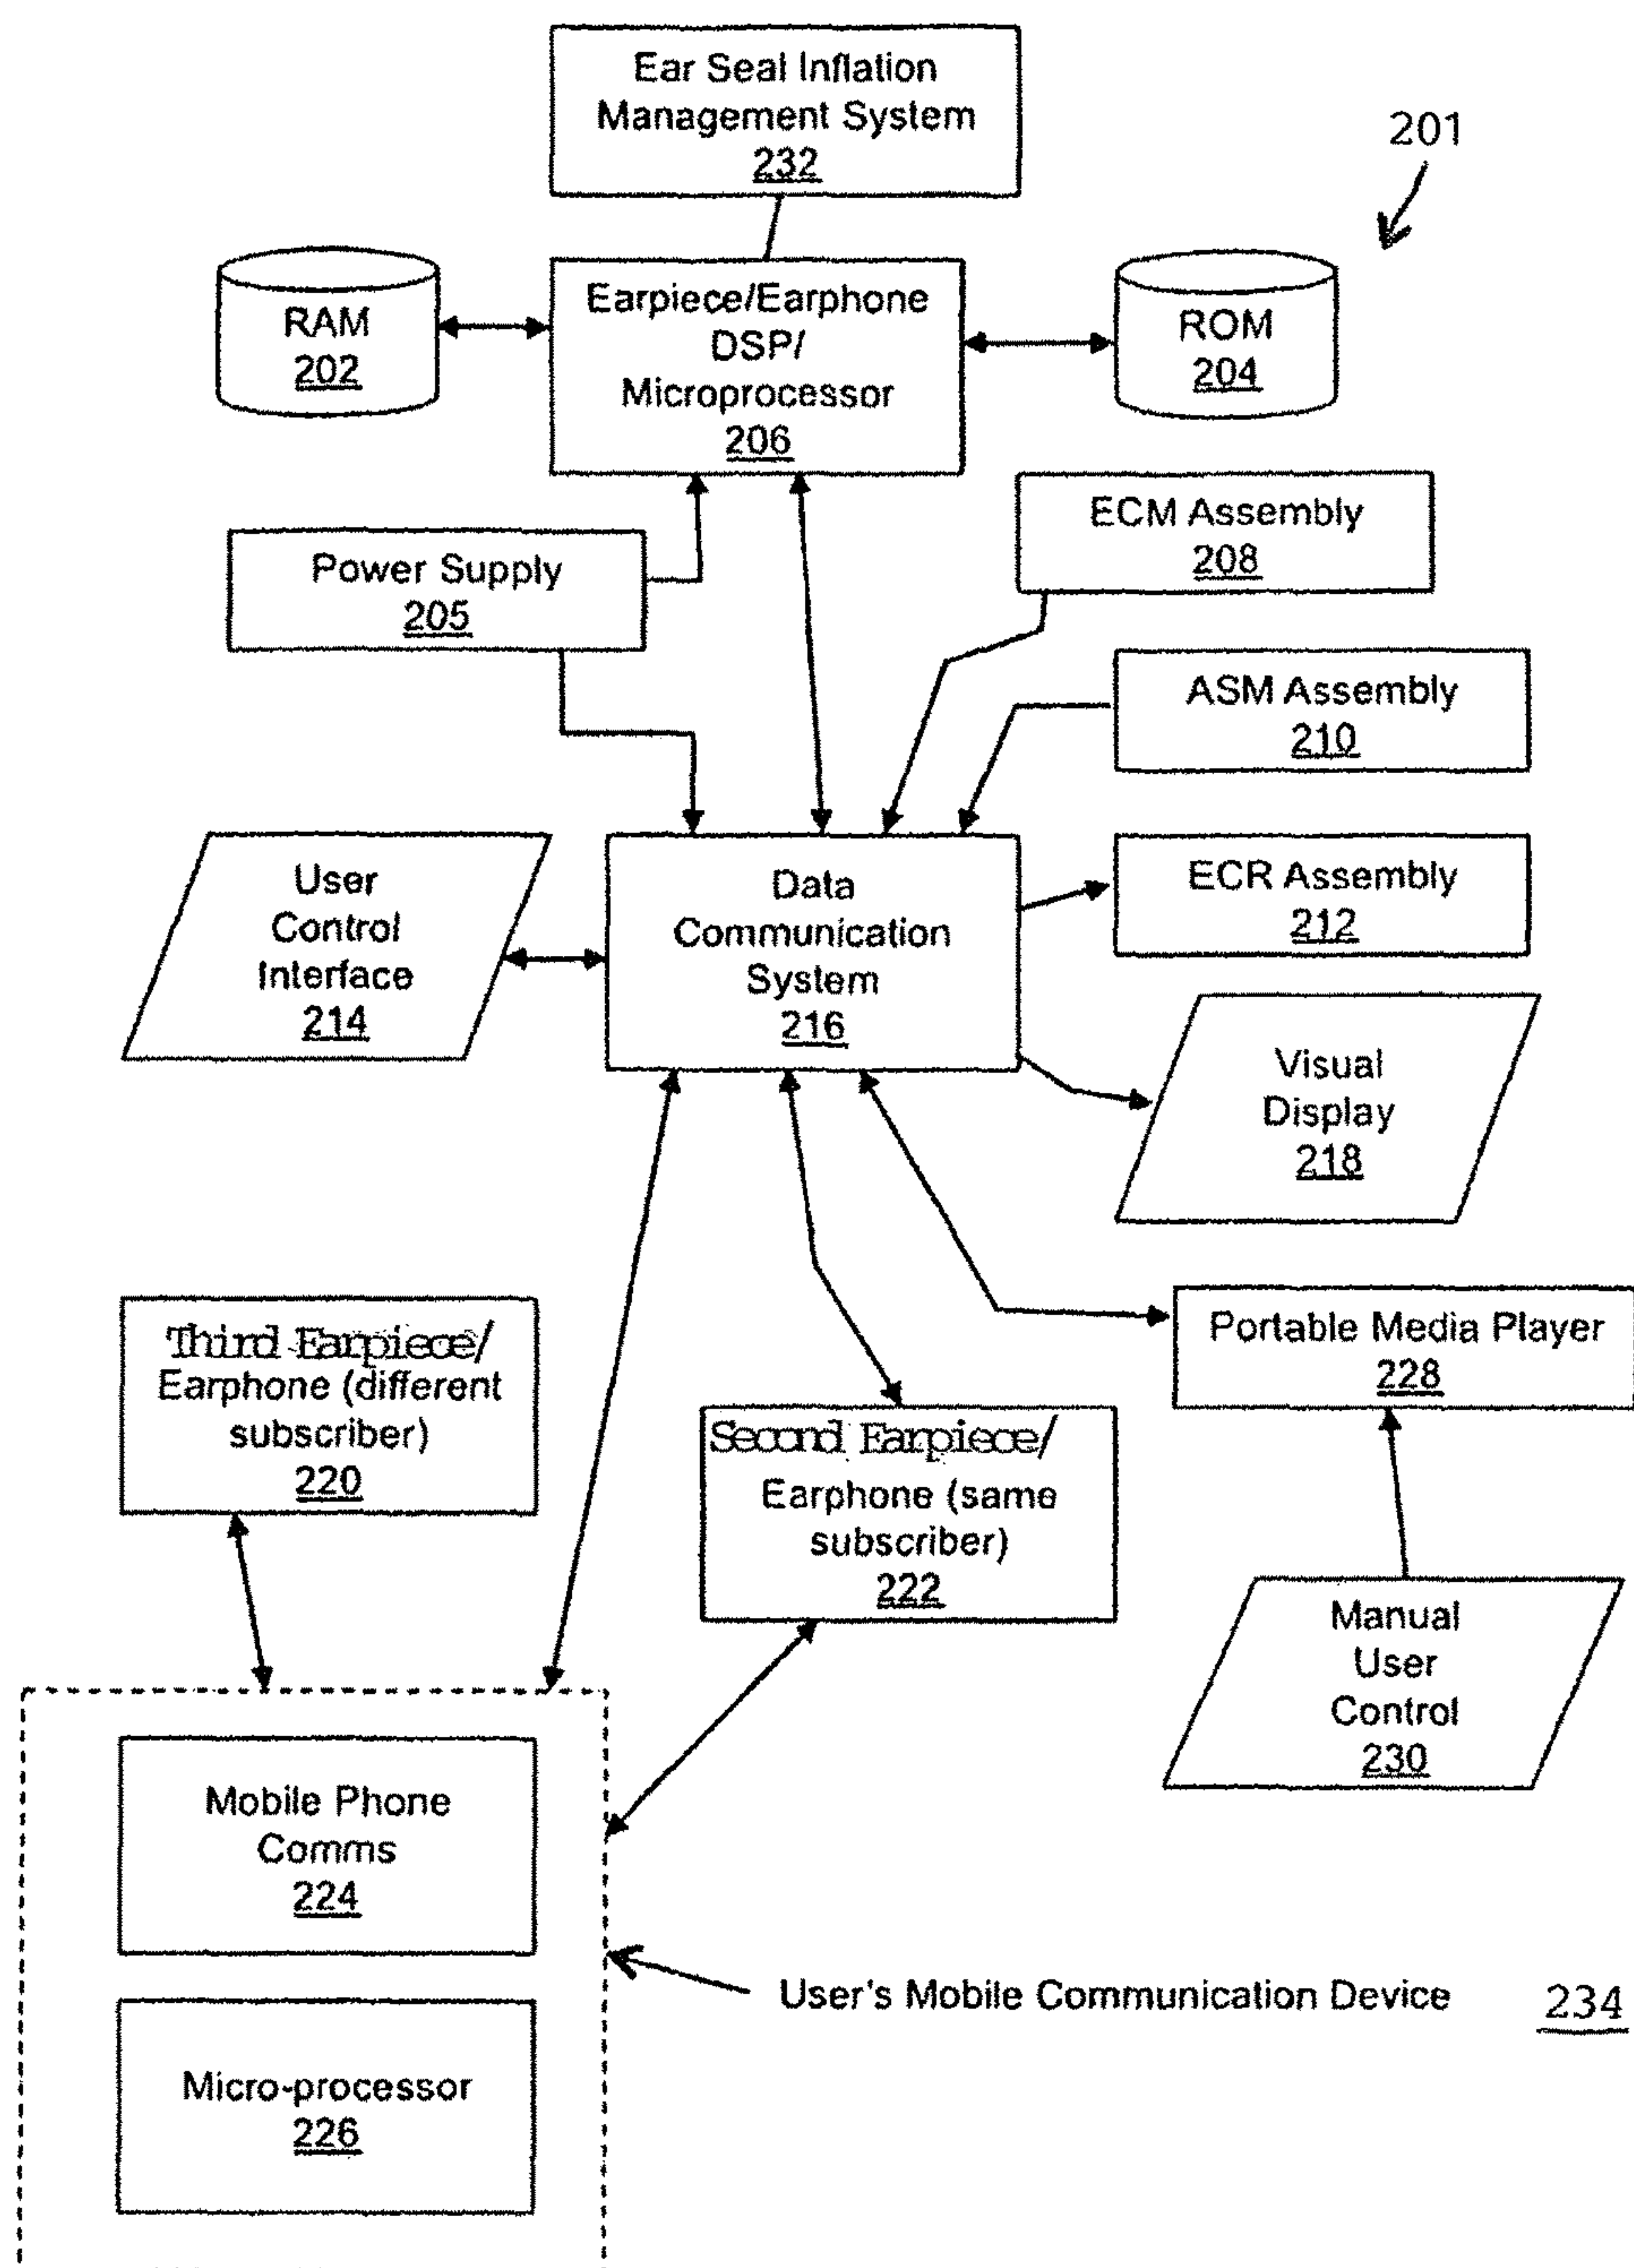 Ear Seal Inflation
Management System
232
201
RAM
202
Earpiece/Earphone
DSP/
Microprocessor
206
ROM
204
Power Supply
205
ECM Assembly
208
ASM Assembly
210
User
Control
Interface
214
Data
Communication
System
216
ECR Assembly
212
Visual
Display
218
Third Earpiece/
Earphone (different
subscriber)
220
Second Earpiece/
Earphone (same
subscriber)
222
Portable Media Player
228
Manual
User
Control
230
Mobile Phone
Comms
224
User's Mobile Communication Device 234
Micro-processor
226